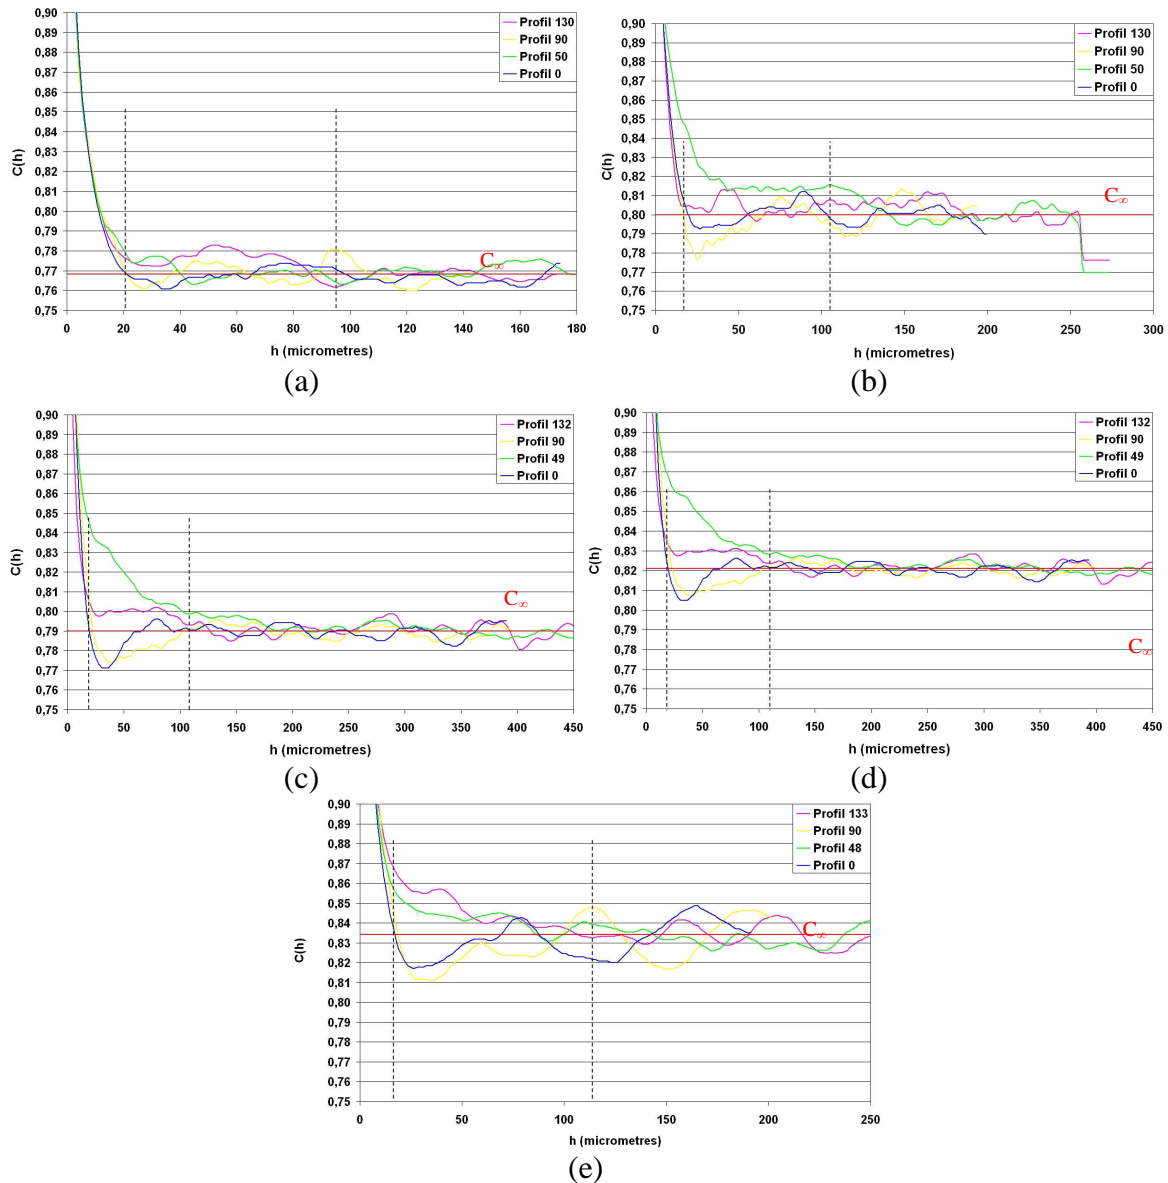 0,90
0,89
0,88
0,87
0,86
0,85
0,84
0,83
0,82
0,81
0,80
0,79
0,78
0,77
0,76
0,75
C(h)
Profil 130
Profil 90
Profil 50
Profil 0
C∞
0 20 40 60 80 100 120 140 160 180
h (micrometres)
(a)
0,90
0,89
0,88
0,87
0,86
0,85
0,84
0,83
0,82
0,81
0,80
0,79
0,78
0,77
0,76
0,75
C(h)
Profil 130
Profil 90
Profil 50
Profil 0
C∞
0 50 100 150 200 250 300
h (micrometres)
(b)
0,90
0,89
0,88
0,87
0,86
0,85
0,84
0,83
0,82
0,81
0,80
0,79
0,78
0,77
0,76
0,75
C(h)
Profil 132
Profil 90
Profil 49
Profil 0
C∞
0 50 100 150 200 250 300 350 400 450
h (micrometres)
(c)
0,90
0,89
0,88
0,87
0,86
0,85
0,84
0,83
0,82
0,81
0,80
0,79
0,78
0,77
0,76
0,75
C(h)
Profil 132
Profil 90
Profil 49
Profil 0
C∞
0 50 100 150 200 250 300 350 400 450
h (micrometres)
(d)
0,90
0,89
0,88
0,87
0,86
0,85
0,84
0,83
0,82
0,81
0,80
0,79
0,78
0,77
0,76
0,75
C(h)
Profil 133
Profil 90
Profil 48
Profil 0
C∞
0 50 100 150 200 250
h (micrometres)
(e)